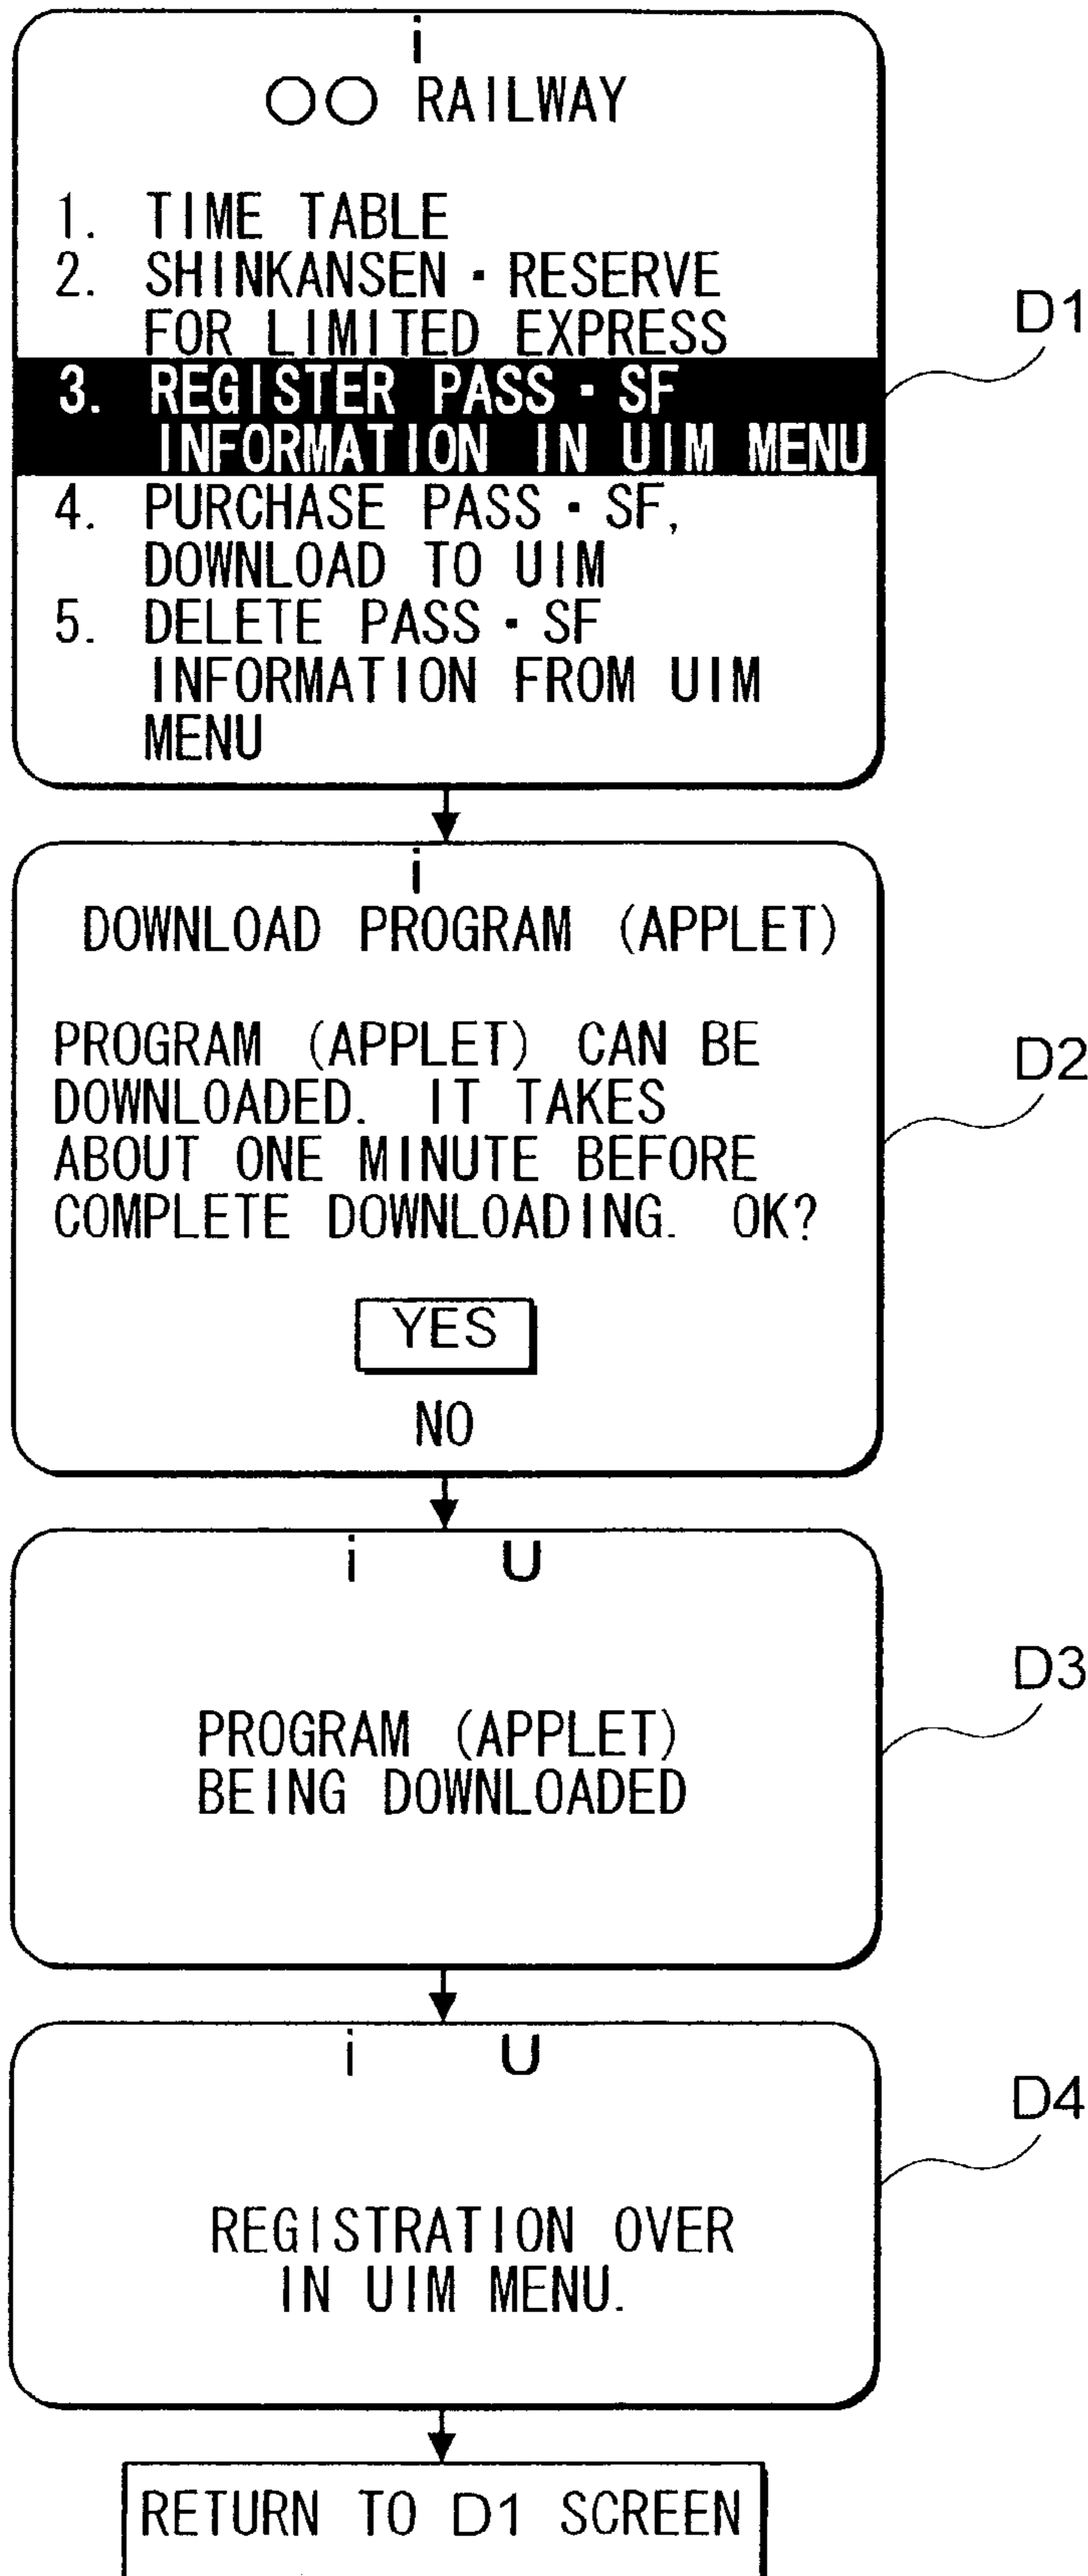 i
○○ RAILWAY
1. TIME TABLE
2. SHINKANSEN・RESERVE
FOR LIMITED EXPRESS
3. REGISTER PASS・SF
INFORMATION IN UIM MENU
4. PURCHASE PASS・SF,
DOWNLOAD TO UIM
5. DELETE PASS・SF
INFORMATION FROM UIM
MENU
D1
i
DOWNLOAD PROGRAM (APPLET)
PROGRAM (APPLET) CAN BE
DOWNLOADED. IT TAKES
ABOUT ONE MINUTE BEFORE
COMPLETE DOWNLOADING. OK?
YES
NO
D2
i U
PROGRAM (APPLET)
BEING DOWNLOADED
D3
i U
REGISTRATION OVER
IN UIM MENU.
D4
RETURN TO D1 SCREEN